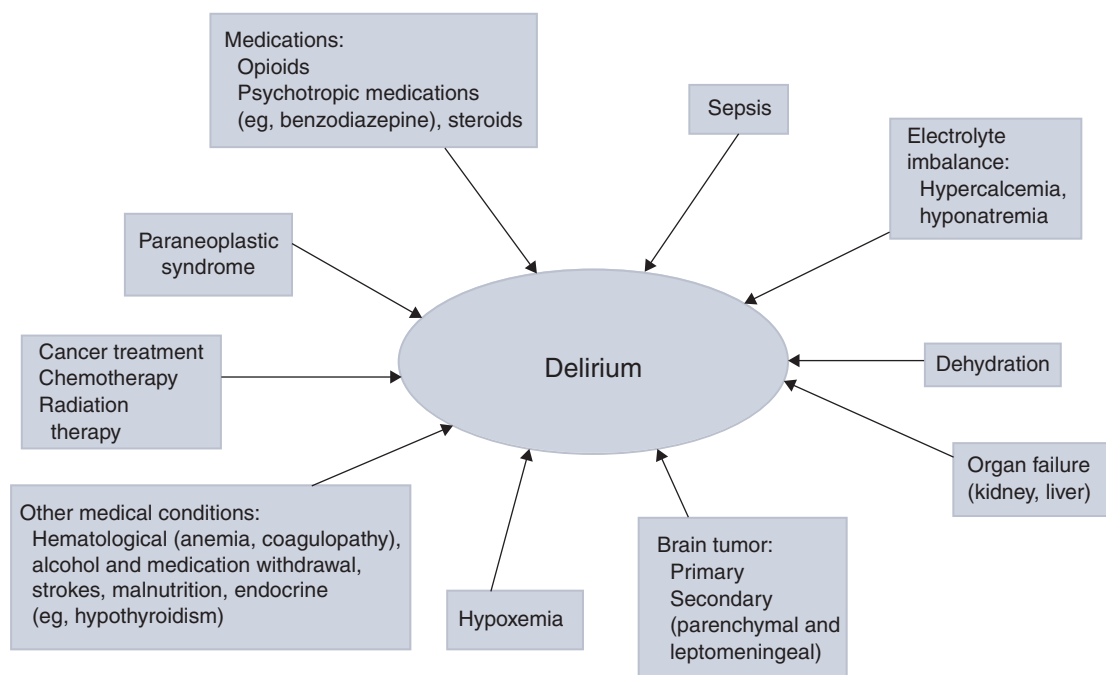 Medications:
Opioids
Psychotropic medications
(eg, benzodiazepine), steroids
Sepsis
Electrolyte
imbalance:
Hypercalcemia,
hyponatremia
Paraneoplastic
syndrome
Cancer treatment
Chemotherapy
Radiation
therapy
Delirium
Dehydration
Organ failure
(kidney, liver)
Other medical conditions:
Hematological (anemia, coagulopathy),
alcohol and medication withdrawal,
strokes, malnutrition, endocrine
(eg, hypothyroidism)
Hypoxemia
Brain tumor:
Primary
Secondary
(parenchymal and
leptomeningeal)